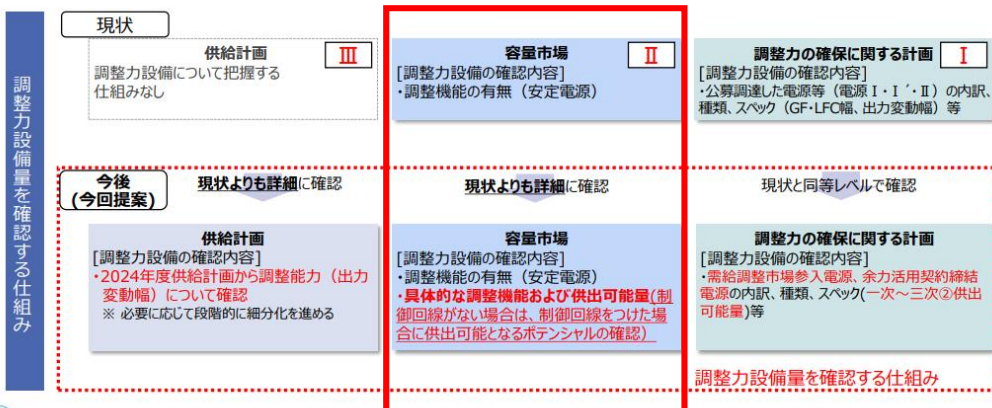 調整力設備量を確認する仕組み
現状
供給計画
Ⅲ
調整力設備について把握する
仕組みなし
容量市場
Ⅱ
[調整力設備の確認内容]
・調整機能の有無（安定電源）
調整力の確保に関する計画
Ⅰ
[調整力設備の確認内容]
・公募調達した電源等（電源Ⅰ・Ⅰ´・Ⅱ）の内訳、
種類、スペック（GF・LFC幅、出力変動幅）等
今後
(今回提案)
現状よりも詳細に確認
現状よりも詳細に確認
現状と同等レベルで確認
供給計画
[調整力設備の確認内容]
・2024年度供給計画から調整能力（出力
変動幅）について確認
※ 必要に応じて段階的に細分化を進める
容量市場
[調整力設備の確認内容]
・調整機能の有無（安定電源）
・具体的な調整機能および供出可能量(制
御回線がない場合は、制御回線をつけた場
合に供出可能となるポテンシャルの確認）
調整力の確保に関する計画
[調整力設備の確認内容]
・需給調整市場参入電源、余力活用契約締結
電源の内訳、種類、スペック(一次～三次②供出
可能量)等
調整力設備量を確認する仕組み